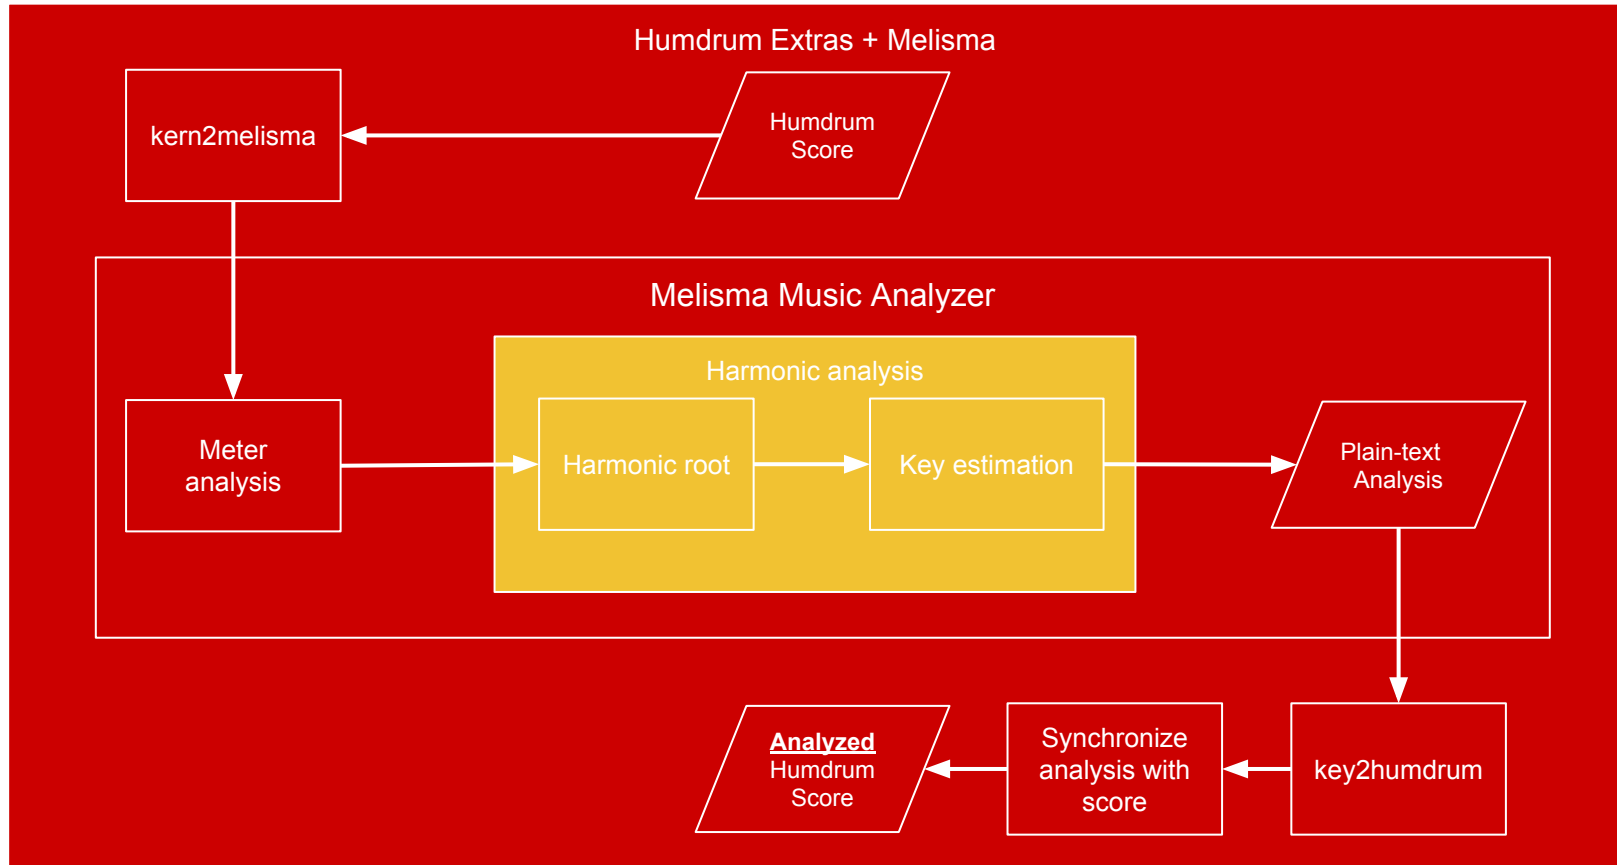 Humdrum Extras + Melisma
kern2melisma
Humdrum
Score
Melisma Music Analyzer
Harmonic analysis
Meter
analysis
Harmonic root
Key estimation
Plain-text
Analysis
Analyzed
Humdrum
Score
Synchronize
analysis with
score
key2humdrum